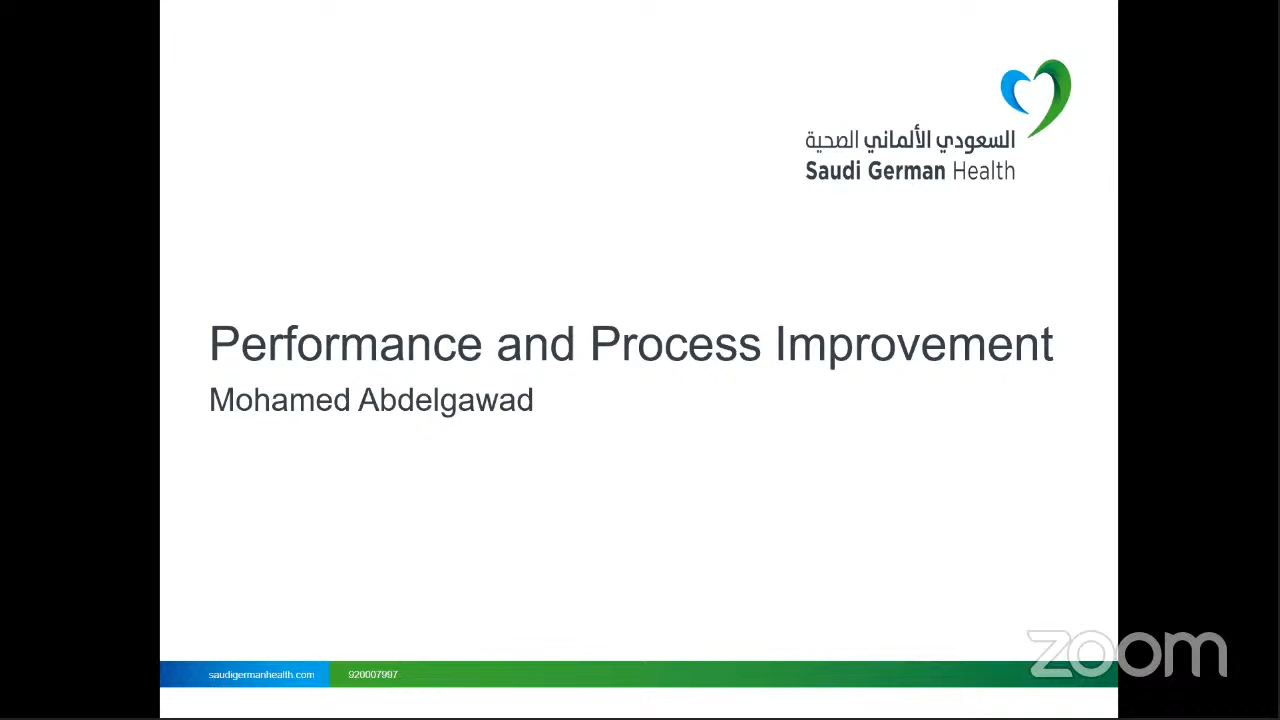 السعودي الألماني الصحية
Saudi German Health
Performance and Process Improvement
Mohamed Abdelgawad
saudigermanhealth.com
920007997
zoom